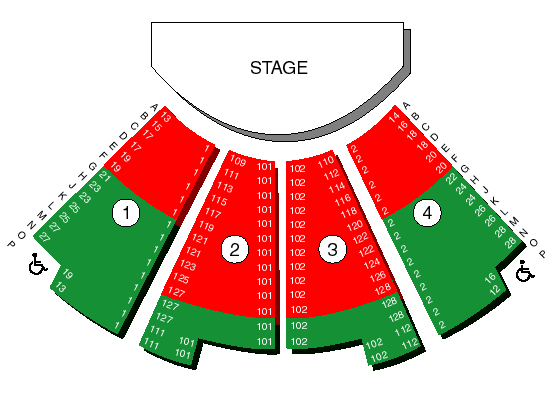 STAGE
A 13 1
B 15 1
C 17 1
D 17 1
E 19 1
F 19 1
G 21 1
H 23 1
J 23 1
K 25 1
L 25 1
M 27 1
N 27 1
O 19 1
P 13 1
1
109 101
111 101
113 101
115 101
117 101
119 101
121 101
121 101
123 101
125 101
127 101
127 101
127 101
111 101
111 101
2
102 110
102 112
102 114
102 116
102 118
102 120
102 122
102 122
102 124
102 126
102 128
102 128
102 128
102 112
102 112
3
2 14 A
2 16 B
2 18 C
2 18 D
2 20 E
2 20 F
2 22 G
2 24 H
2 24 J
2 26 K
2 26 L
2 28 M
2 28 N
2 16 O
2 12 P
4